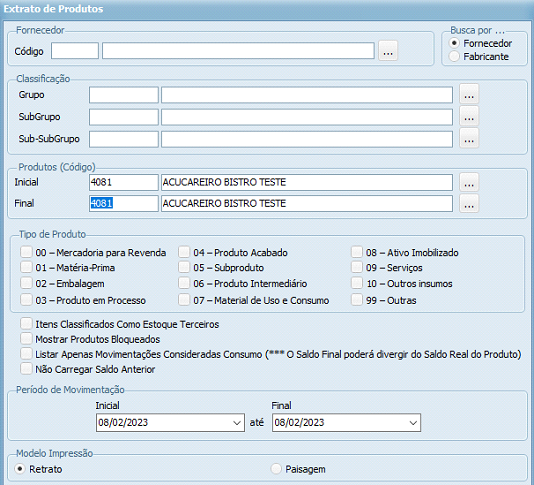 Extrato de Produtos
Fornecedor
Código
...
Busca por ...
Fornecedor
Fabricante
Classificação
Grupo
...
SubGrupo
...
Sub-SubGrupo
...
Produtos (Código)
Inicial 4081 ACUCAREIRO BISTRO TESTE ...
Final 4081 ACUCAREIRO BISTRO TESTE ...
Tipo de Produto
00 – Mercadoria para Revenda 04 – Produto Acabado 08 – Ativo Imobilizado
01 – Matéria-Prima 05 – Subproduto 09 – Serviços
02 – Embalagem 06 – Produto Intermediário 10 – Outros insumos
03 – Produto em Processo 07 – Material de Uso e Consumo 99 – Outras
Itens Classificados Como Estoque Terceiros
Mostrar Produtos Bloqueados
Listar Apenas Movimentações Consideradas Consumo (*** O Saldo Final poderá divergir do Saldo Real do Produto)
Não Carregar Saldo Anterior
Período de Movimentação
Inicial Final
08/02/2023 até 08/02/2023
Modelo Impressão
Retrato Paisagem